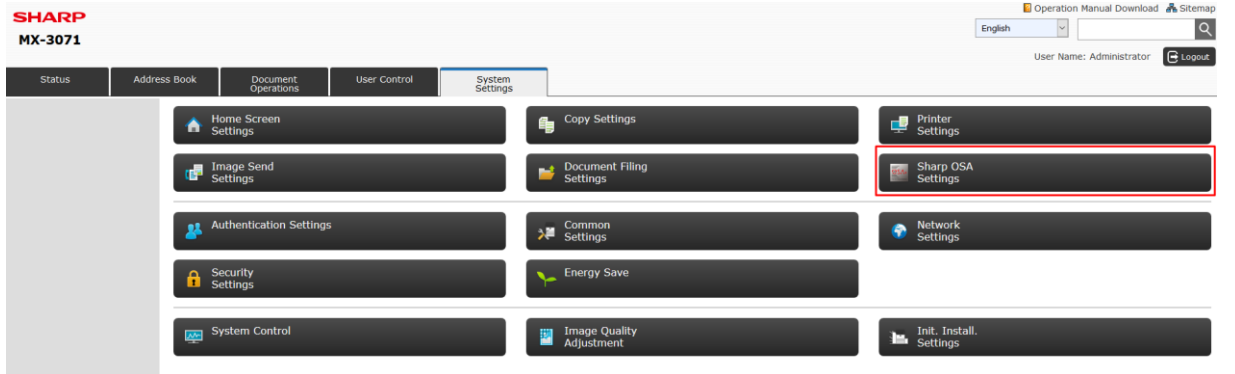 Operation Manual Download Sitemap
SHARP
MX-3071
English
User Name: Administrator Logout
Status Address Book Document Operations User Control System Settings
Home Screen
Settings
Copy Settings
Printer
Settings
Image Send
Settings
Document Filing
Settings
Sharp OSA
Settings
Authentication Settings
Common
Settings
Network
Settings
Security
Settings
Energy Save
System Control
Image Quality
Adjustment
Init. Install.
Settings